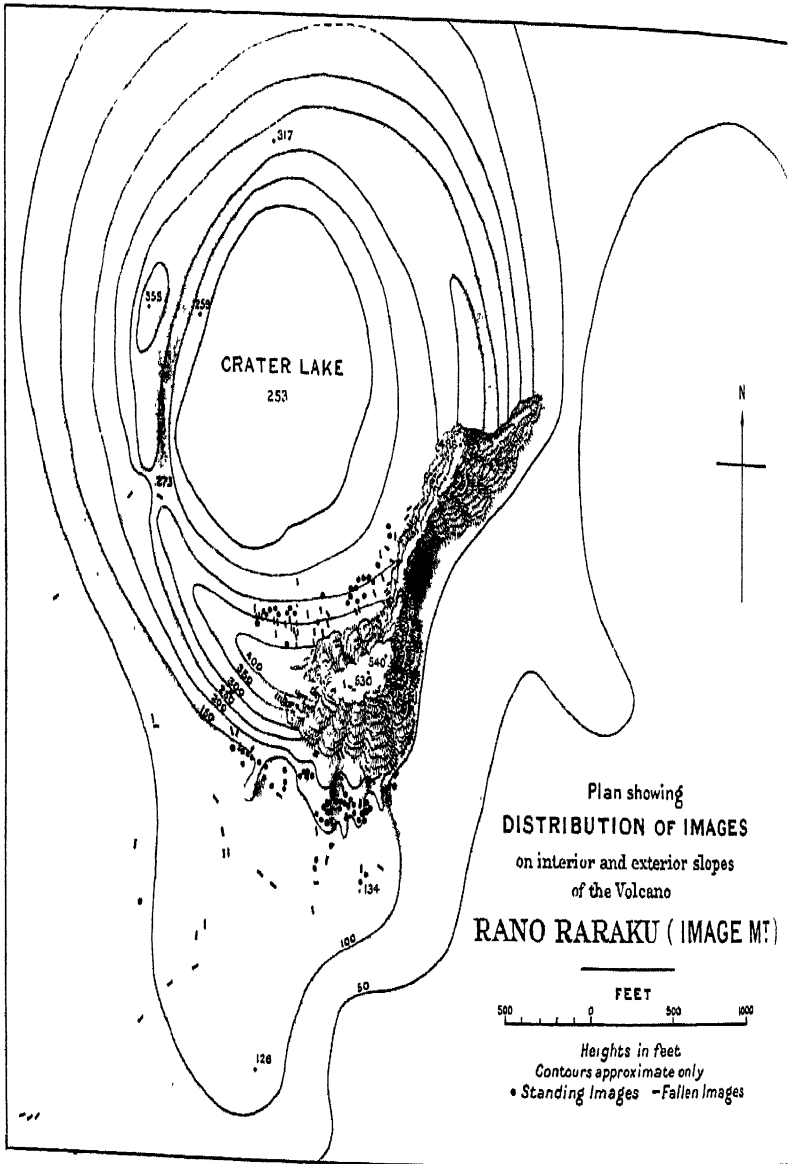 317
355
259
CRATER LAKE
253
N
273
540
530
400
350
300
250
200
150
Plan showing
DISTRIBUTION OF IMAGES
on interior and exterior slopes
of the Volcano
RANO RARAKU ( IMAGE MT.)
134
100
50
FEET
500 0 500 1000
126
Heights in feet
Contours approximate only
• Standing Images – Fallen Images